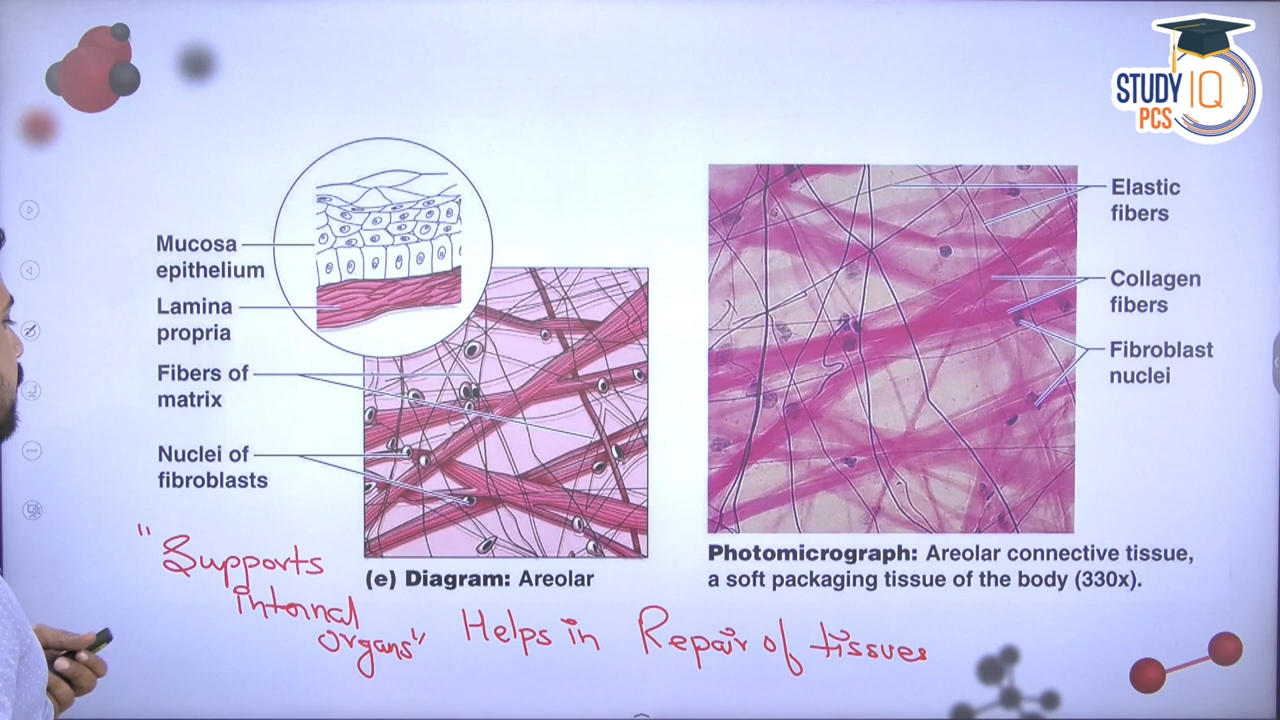 STUDY IQ
PCS
Mucosa
epithelium
Lamina
propria
Fibers of
matrix
Nuclei of
fibroblasts
(e) Diagram: Areolar
Elastic
fibers
Collagen
fibers
Fibroblast
nuclei
Photomicrograph: Areolar connective tissue,
a soft packaging tissue of the body (330x).
"Supports
internal
organs"
Helps in Repair of tissues